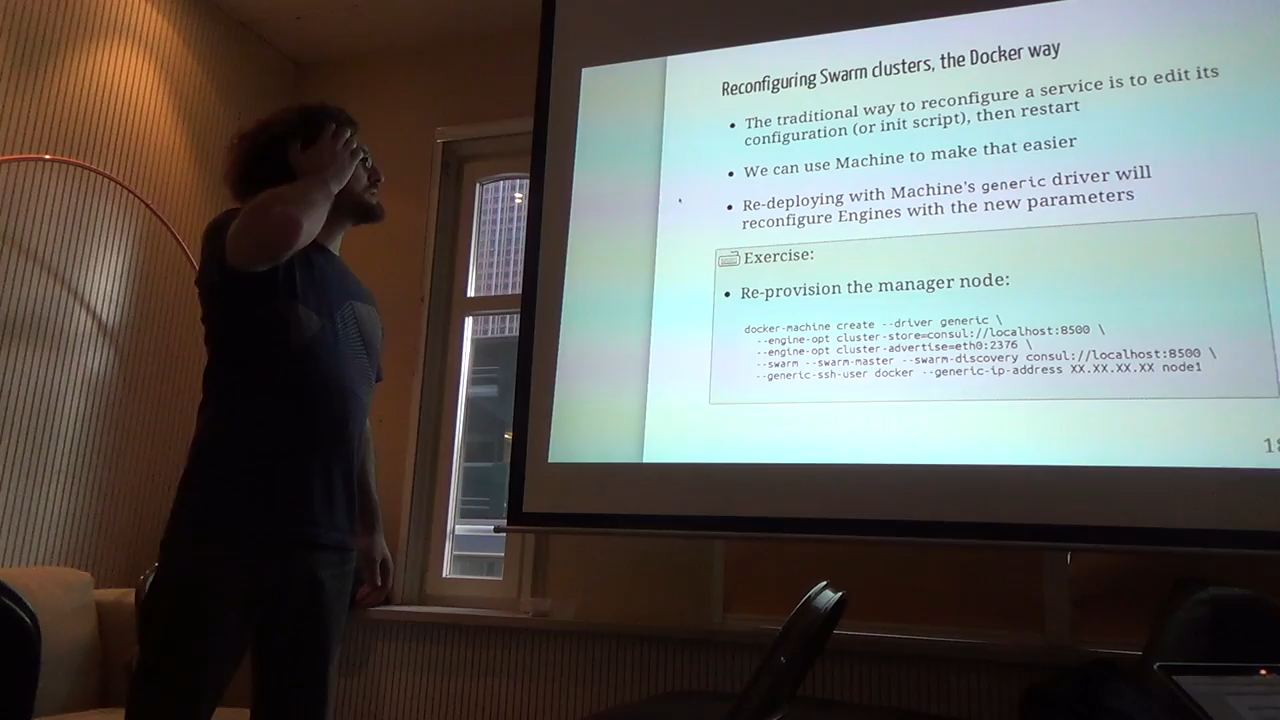 Reconfiguring Swarm clusters, the Docker way
• The traditional way to reconfigure a service is to edit its
configuration (or init script), then restart
• We can use Machine to make that easier
• Re-deploying with Machine's generic driver will
reconfigure Engines with the new parameters
Exercise:
• Re-provision the manager node:
docker-machine create --driver generic \
--engine-opt cluster-store=consul://localhost:8500 \
--engine-opt cluster-advertise=eth0:2376 \
--swarm --swarm-master --swarm-discovery consul://localhost:8500 \
--generic-ssh-user docker --generic-ip-address XX.XX.XX.XX node1